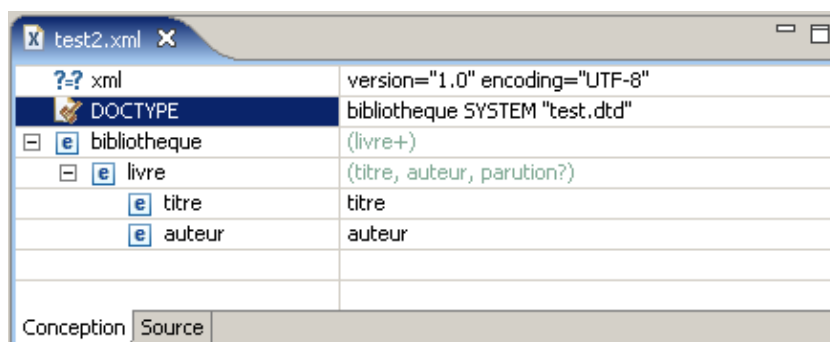 test2.xml
?=? xml version="1.0" encoding="UTF-8"
DOCTYPE bibliotheque SYSTEM "test.dtd"
e bibliotheque (livre+)
e livre (titre, auteur, parution?)
e titre titre
e auteur auteur
Conception Source